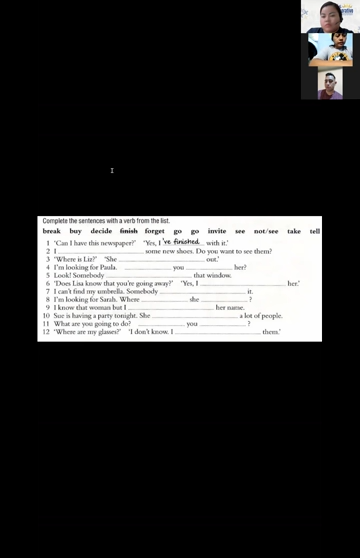 Complete the sentences with a verb from the list.
break buy decide finish forget go go invite see not/see take tell
1 'Can I have this newspaper?' 'Yes, I 've finished with it.'
2 I .................... some new shoes. Do you want to see them?
3 'Where is Liz?' 'She .................... out.'
4 I'm looking for Paula. .................... you .................... her?
5 Look! Somebody .................... that window.
6 'Does Lisa know that you're going away?' 'Yes, I .................... her.'
7 I can't find my umbrella. Somebody .................... it.
8 I'm looking for Sarah. Where .................... she .................... ?
9 I know that woman but I .................... her name.
10 Sue is having a party tonight. She .................... a lot of people.
11 What are you going to do? .................... you .................... ?
12 'Where are my glasses?' 'I don't know. I .................... them.'